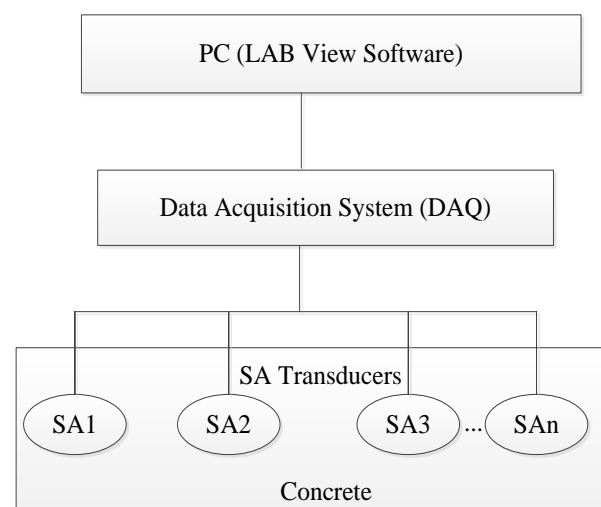 PC (LAB View Software)
Data Acquisition System (DAQ)
SA Transducers
SA1 SA2 SA3 ... SAn
Concrete